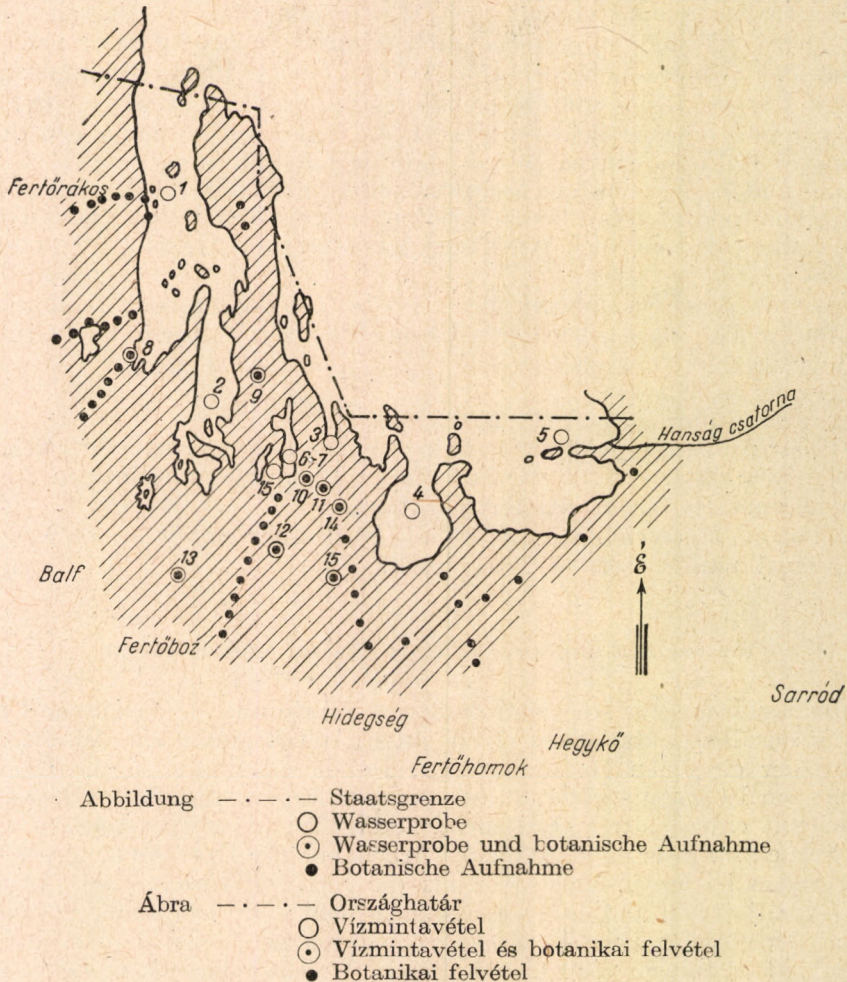 Fertőrákos
1
8
2
9
3
5
Hanság csatorna
6-7
15
10
11
4
14
12
13
15
É
Balf
Fertőboz
Sarród
Hidegség
Hegykő
Fertőhomok
Abbildung — · — · — Staatsgrenze
Wasserprobe
Wasserprobe und botanische Aufnahme
Botanische Aufnahme
Ábra — · — · — Országhatár
Vízmintavétel
Vízmintavétel és botanikai felvétel
Botanikai felvétel